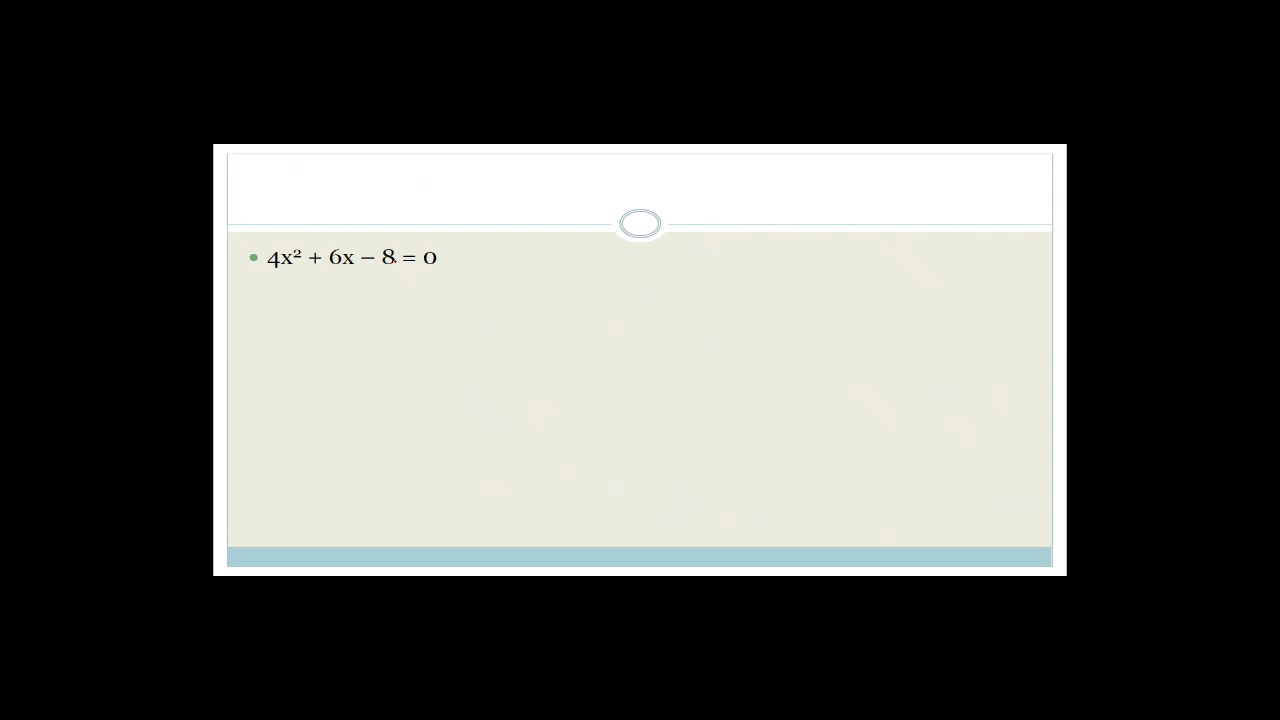 • 4x² + 6x – 8 = 0